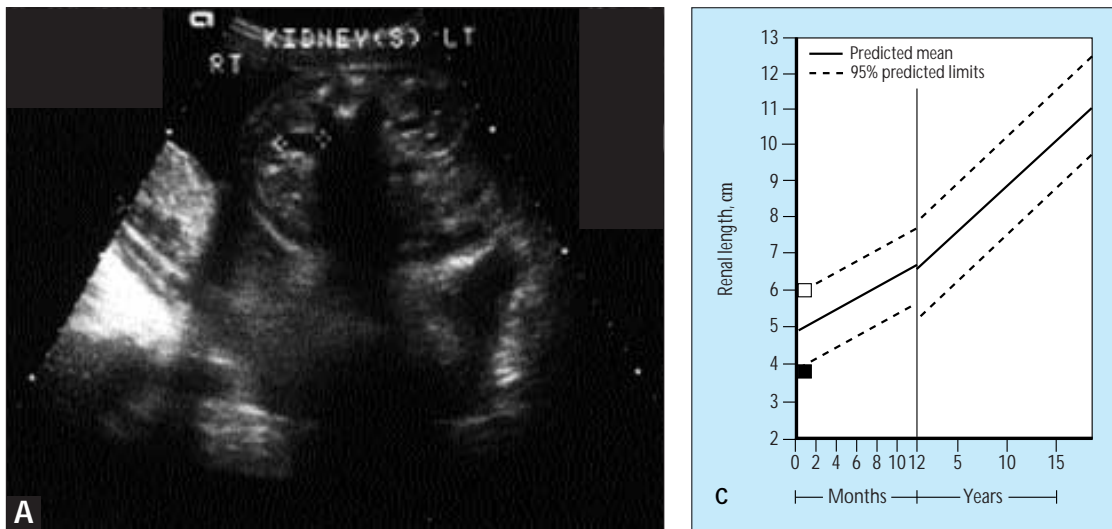 KIDNEY(S) LT
RT
A
Predicted mean
95% predicted limits
Renal length, cm
13
12
11
10
9
8
7
6
5
4
3
2
0 2 4 6 8 10 12 5 10 15
Months Years
C